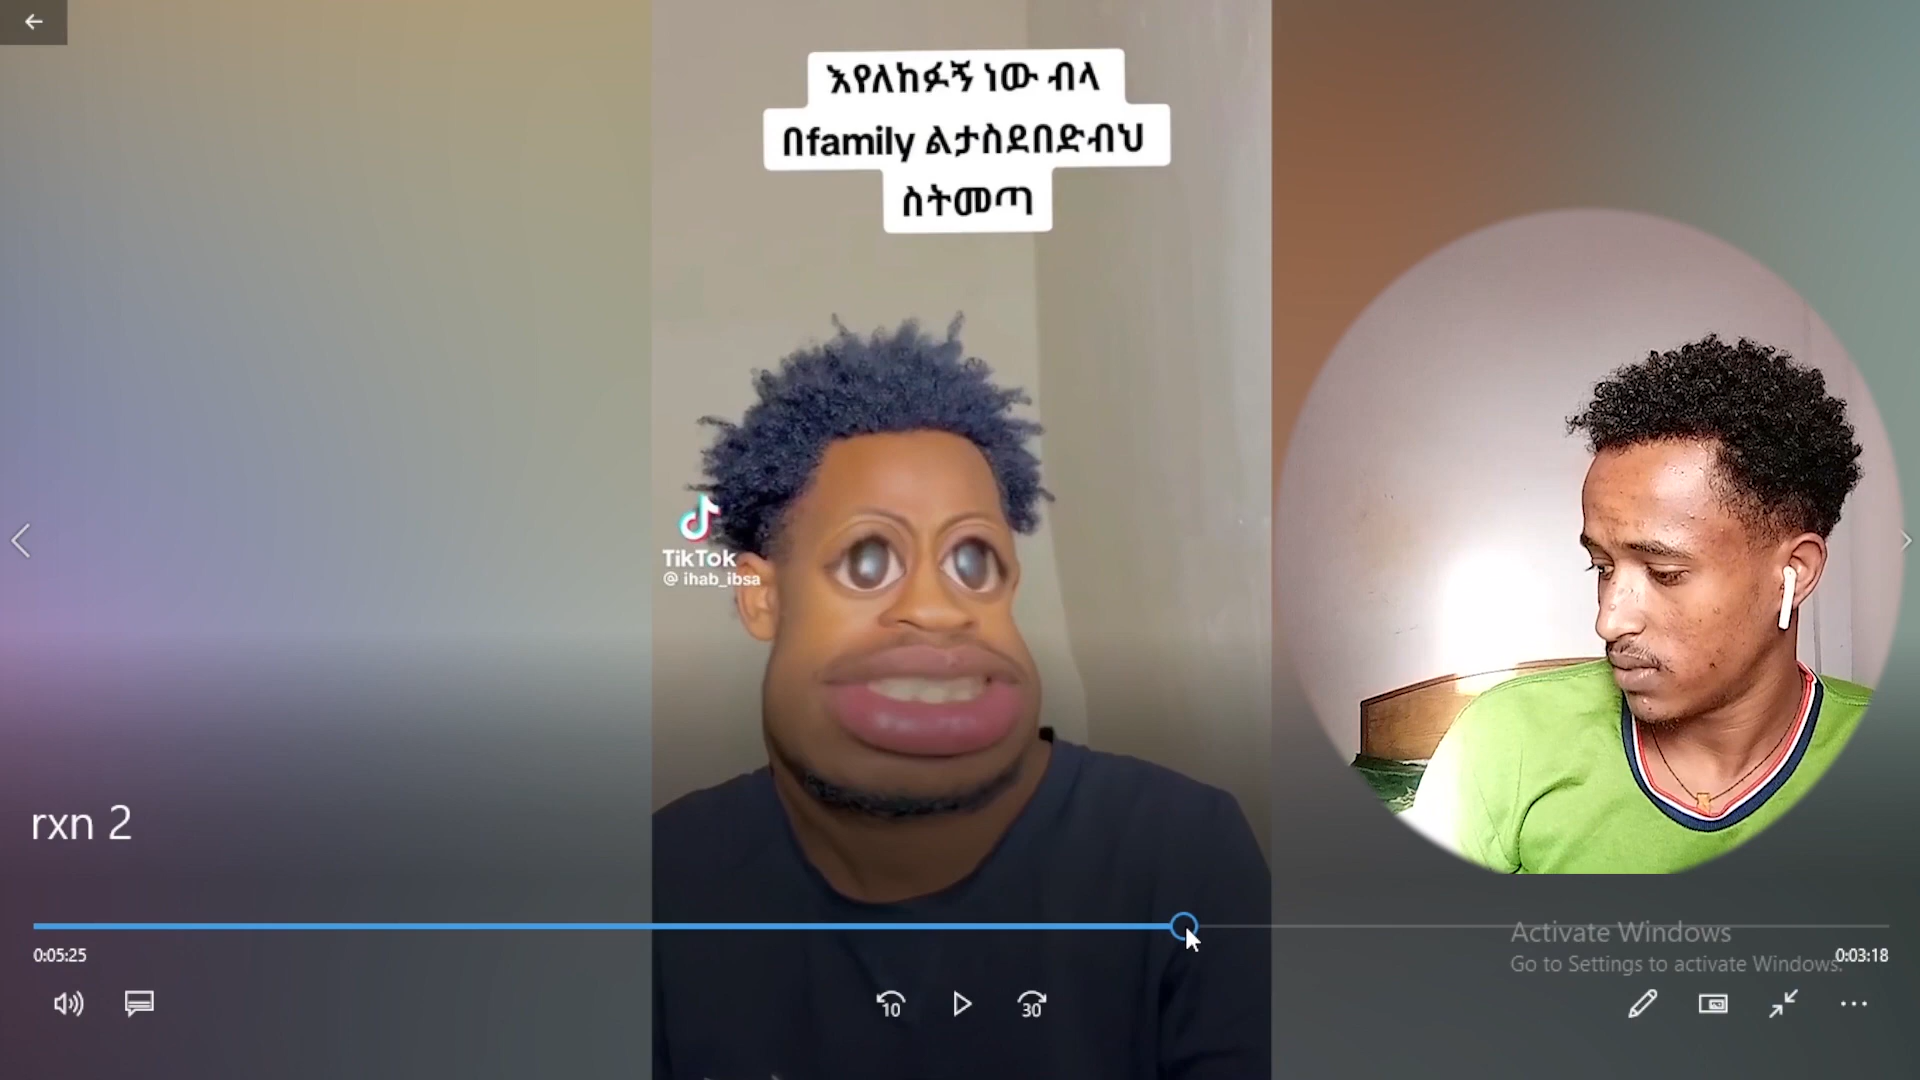 እየለከፉኝ ነው ብላ
በfamily ልታስደበድብህ
ስትመጣ
TikTok
@ ihab_ibsa
rxn 2
Activate Windows
0:05:25
0:03:18
Go to Settings to activate Windows.
10
30